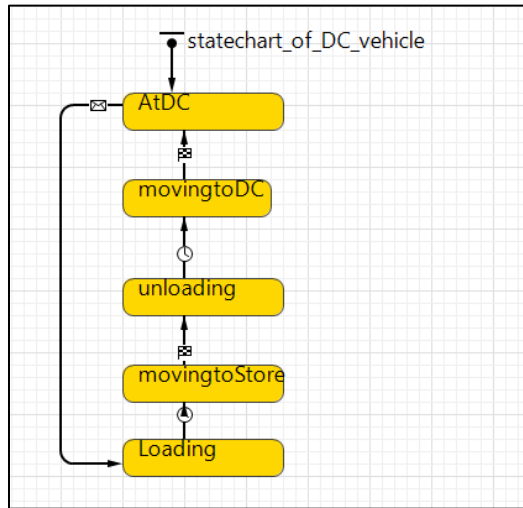 statechart_of_DC_vehicle
AtDC
movingtoDC
unloading
movingtoStore
Loading